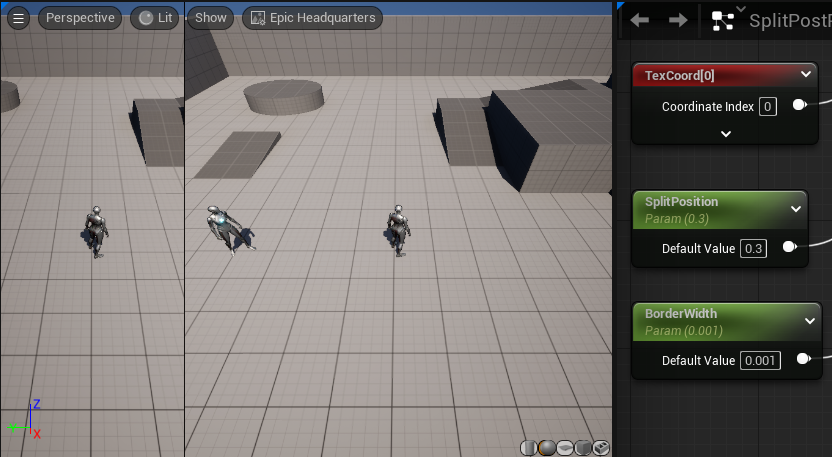 Perspective
Lit
Show
Epic Headquarters
SplitPost
TexCoord[0]
Coordinate Index 0
SplitPosition
Param (0.3)
Default Value 0.3
BorderWidth
Param (0.001)
Default Value 0.001
Z
Y
X